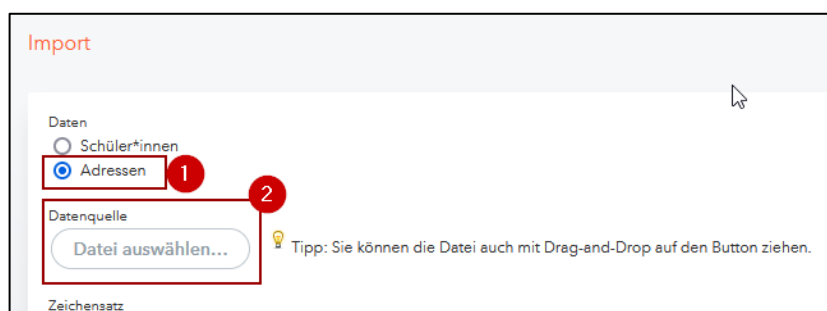 Import
Daten
Schüler*innen
Adressen
1
2
Datenquelle
Datei auswählen...
Tipp: Sie können die Datei auch mit Drag-and-Drop auf den Button ziehen.
Zeichensatz